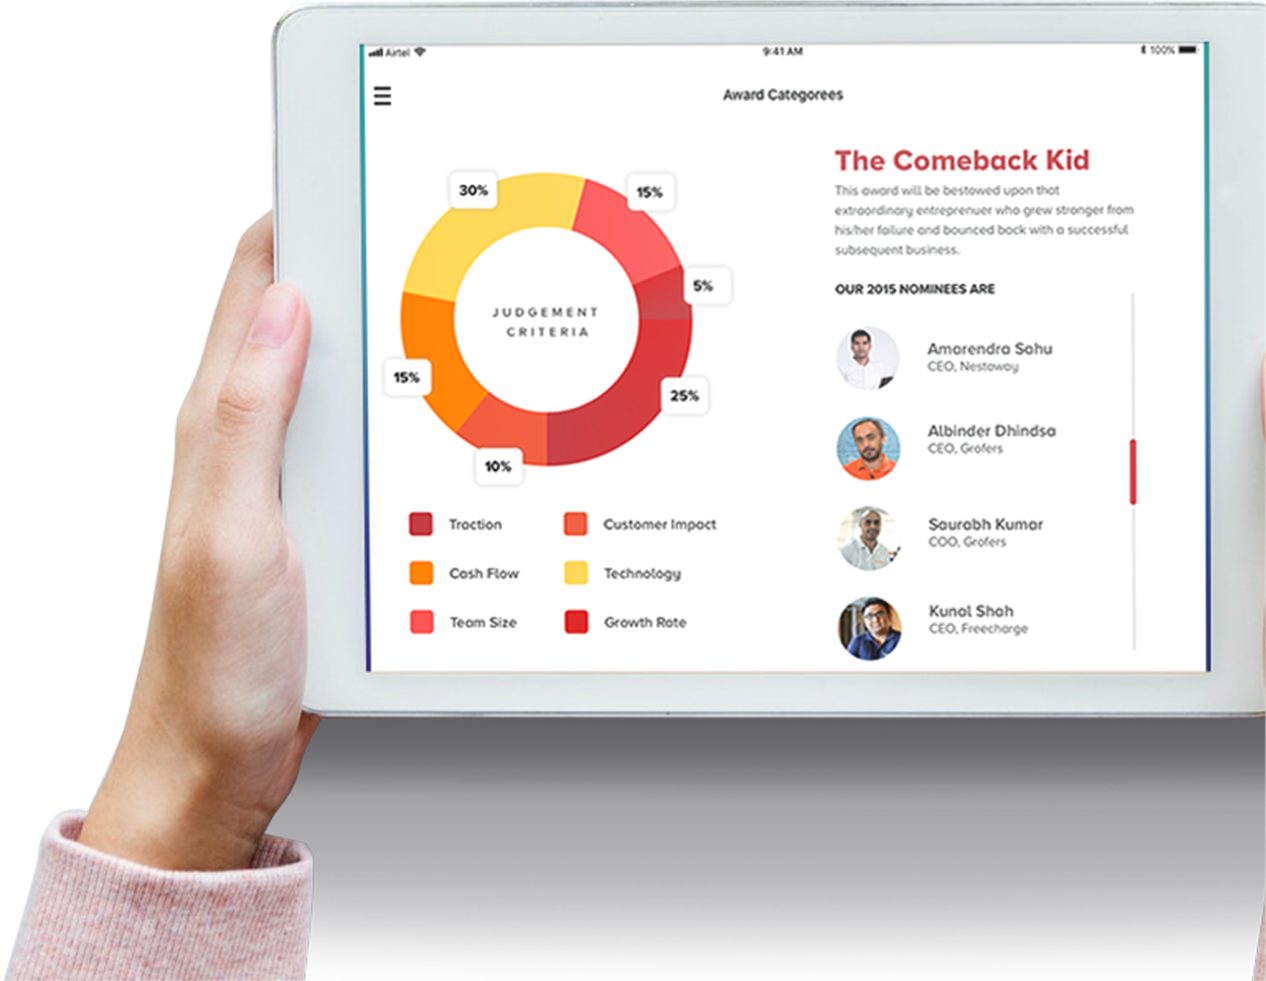 Airtel
9:41 AM
100%
Award Categorees
30%
15%
5%
25%
10%
15%
JUDGEMENT
CRITERIA
Traction
Customer Impact
Cash Flow
Technology
Team Size
Growth Rate
The Comeback Kid
This award will be bestowed upon that
extraordinary entreprenuer who grew stronger from
his/her failure and bounced back with a successful
subsequent business.
OUR 2015 NOMINEES ARE
Amarendra Sahu
CEO, Nestaway
Albinder Dhindsa
CEO, Grofers
Saurabh Kumar
COO, Grofers
Kunal Shah
CEO, Freecharge